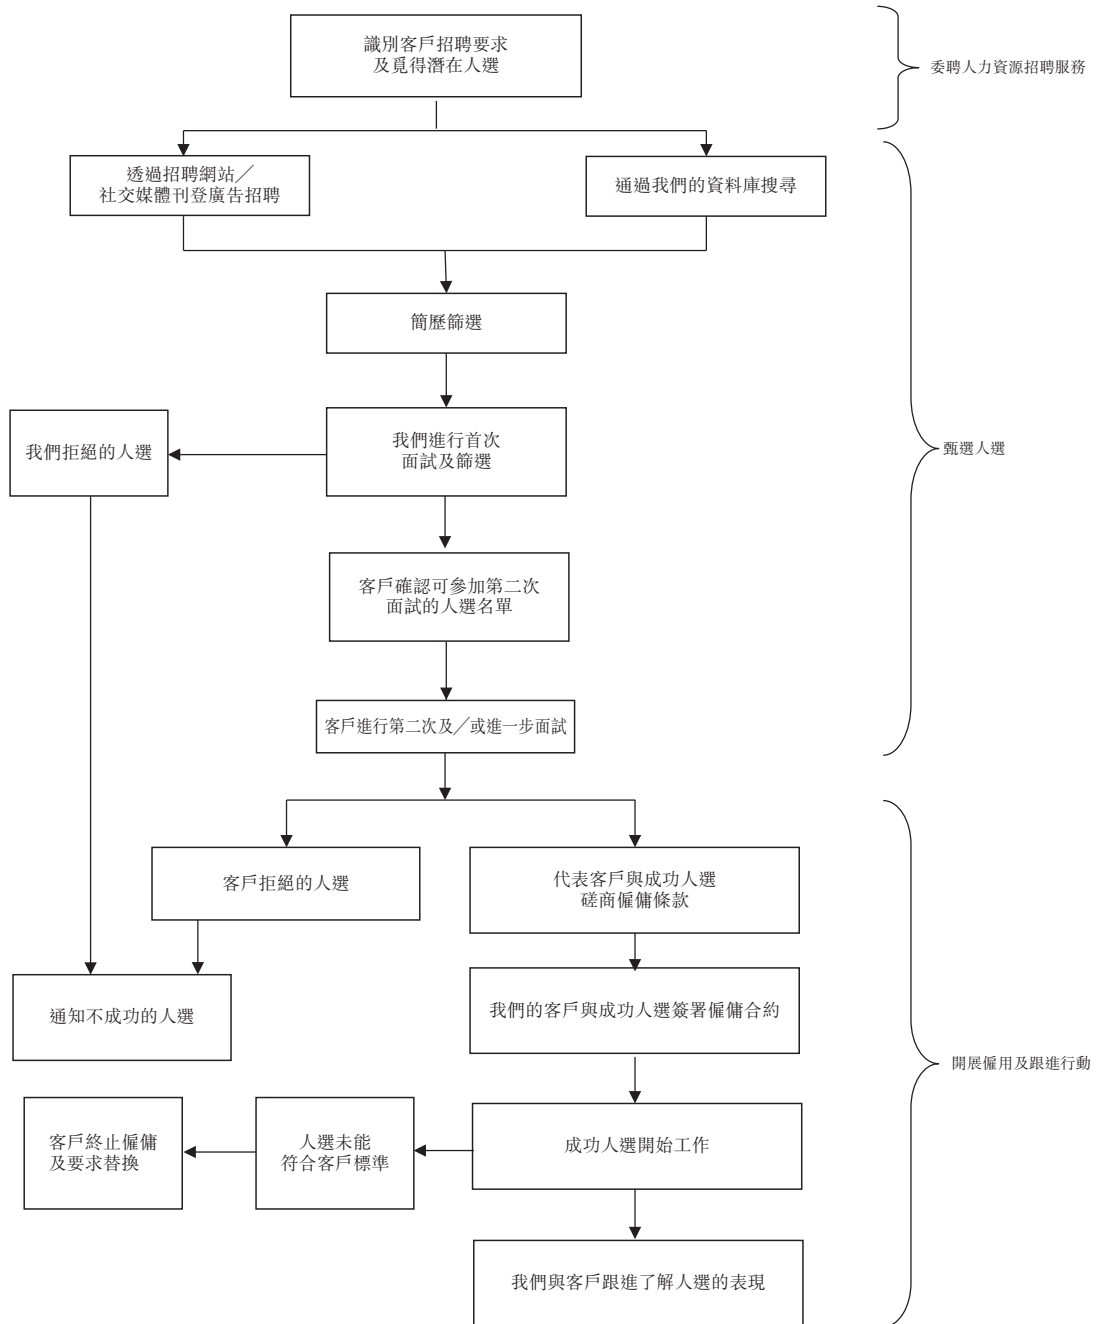 識別客戶招聘要求
及覓得潛在人選
委聘人力資源招聘服務
透過招聘網站／
社交媒體刊登廣告招聘
通過我們的資料庫搜尋
簡歷篩選
我們拒絕的人選
我們進行首次
面試及篩選
甄選人選
客戶確認可參加第二次
面試的人選名單
客戶進行第二次及／或進一步面試
客戶拒絕的人選
代表客戶與成功人選
磋商僱傭條款
通知不成功的人選
我們的客戶與成功人選簽署僱傭合約
開展僱用及跟進行動
客戶終止僱傭
及要求替換
人選未能
符合客戶標準
成功人選開始工作
我們與客戶跟進了解人選的表現